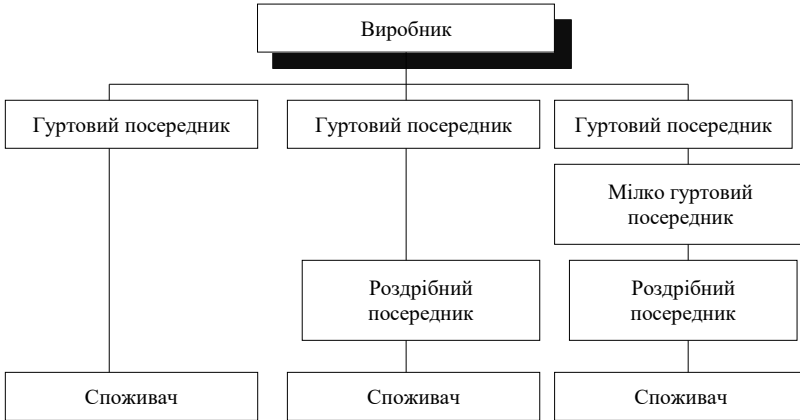 Виробник
Гуртовий посередник
Гуртовий посередник
Гуртовий посередник
Мілко гуртовий
посередник
Роздрібний
посередник
Роздрібний
посередник
Споживач
Споживач
Споживач